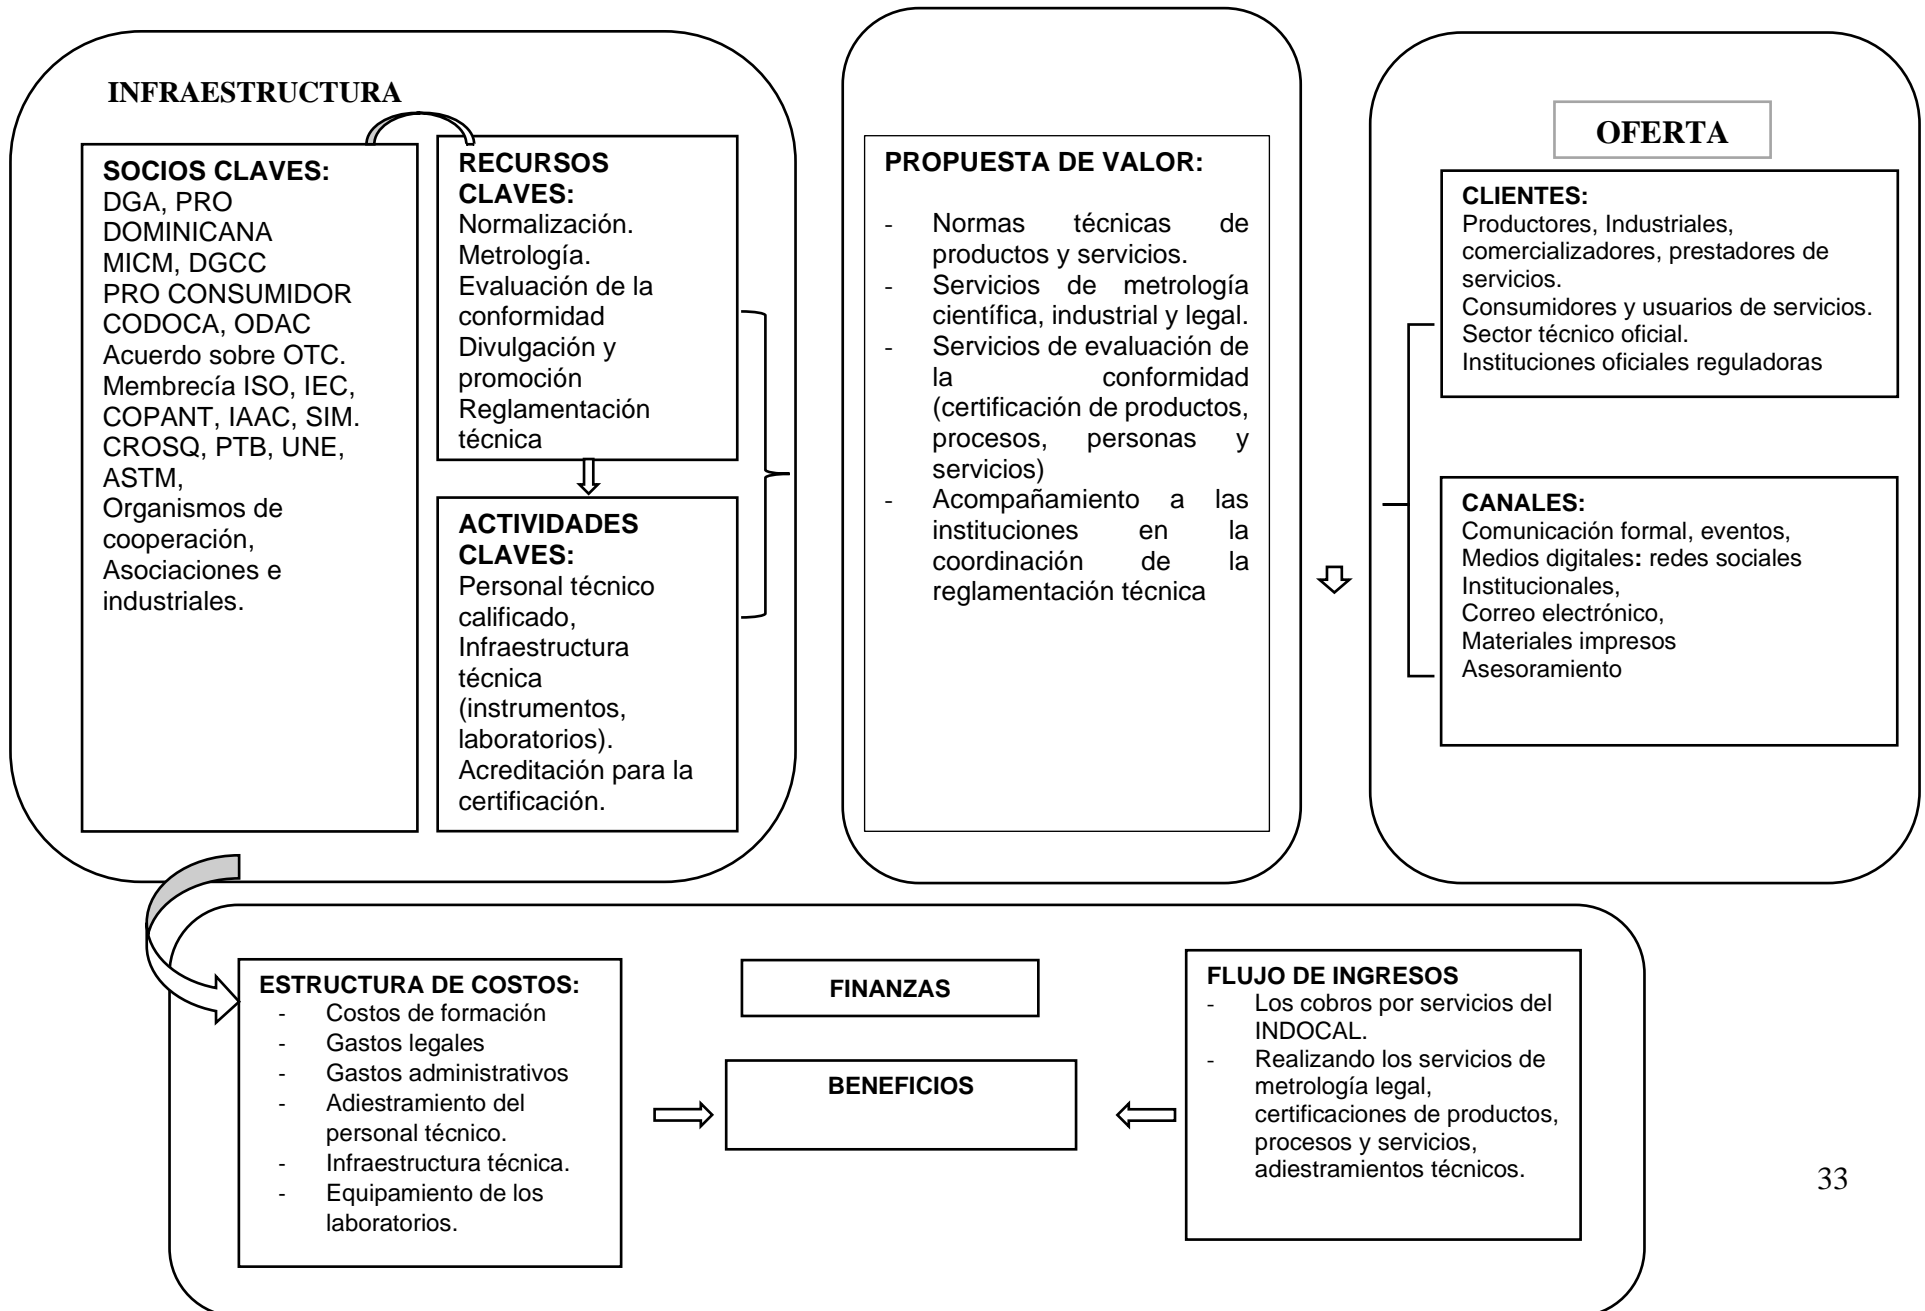 INFRAESTRUCTURA
SOCIOS CLAVES:
DGA, PRO
DOMINICANA
MICM, DGCC
PRO CONSUMIDOR
CODOCA, ODAC
Acuerdo sobre OTC.
Membrecía ISO, IEC,
COPANT, IAAC, SIM.
CROSQ, PTB, UNE,
ASTM,
Organismos de
cooperación,
Asociaciones e
industriales.
RECURSOS
CLAVES:
Normalización.
Metrología.
Evaluación de la
conformidad
Divulgación y
promoción
Reglamentación
técnica
ACTIVIDADES
CLAVES:
Personal técnico
calificado,
Infraestructura
técnica
(instrumentos,
laboratorios).
Acreditación para la
certificación.
PROPUESTA DE VALOR:
- Normas técnicas de
productos y servicios.
- Servicios de metrología
científica, industrial y legal.
- Servicios de evaluación de
la conformidad
(certificación de productos,
procesos, personas y
servicios)
- Acompañamiento a las
instituciones en la
coordinación de la
reglamentación técnica
OFERTA
CLIENTES:
Productores, Industriales,
comercializadores, prestadores de
servicios.
Consumidores y usuarios de servicios.
Sector técnico oficial.
Instituciones oficiales reguladoras
CANALES:
Comunicación formal, eventos,
Medios digitales: redes sociales
Institucionales,
Correo electrónico,
Materiales impresos
Asesoramiento
ESTRUCTURA DE COSTOS:
- Costos de formación
- Gastos legales
- Gastos administrativos
- Adiestramiento del
personal técnico.
- Infraestructura técnica.
- Equipamiento de los
laboratorios.
FINANZAS
BENEFICIOS
FLUJO DE INGRESOS
- Los cobros por servicios del
INDOCAL.
- Realizando los servicios de
metrología legal,
certificaciones de productos,
procesos y servicios,
adiestramientos técnicos.
33